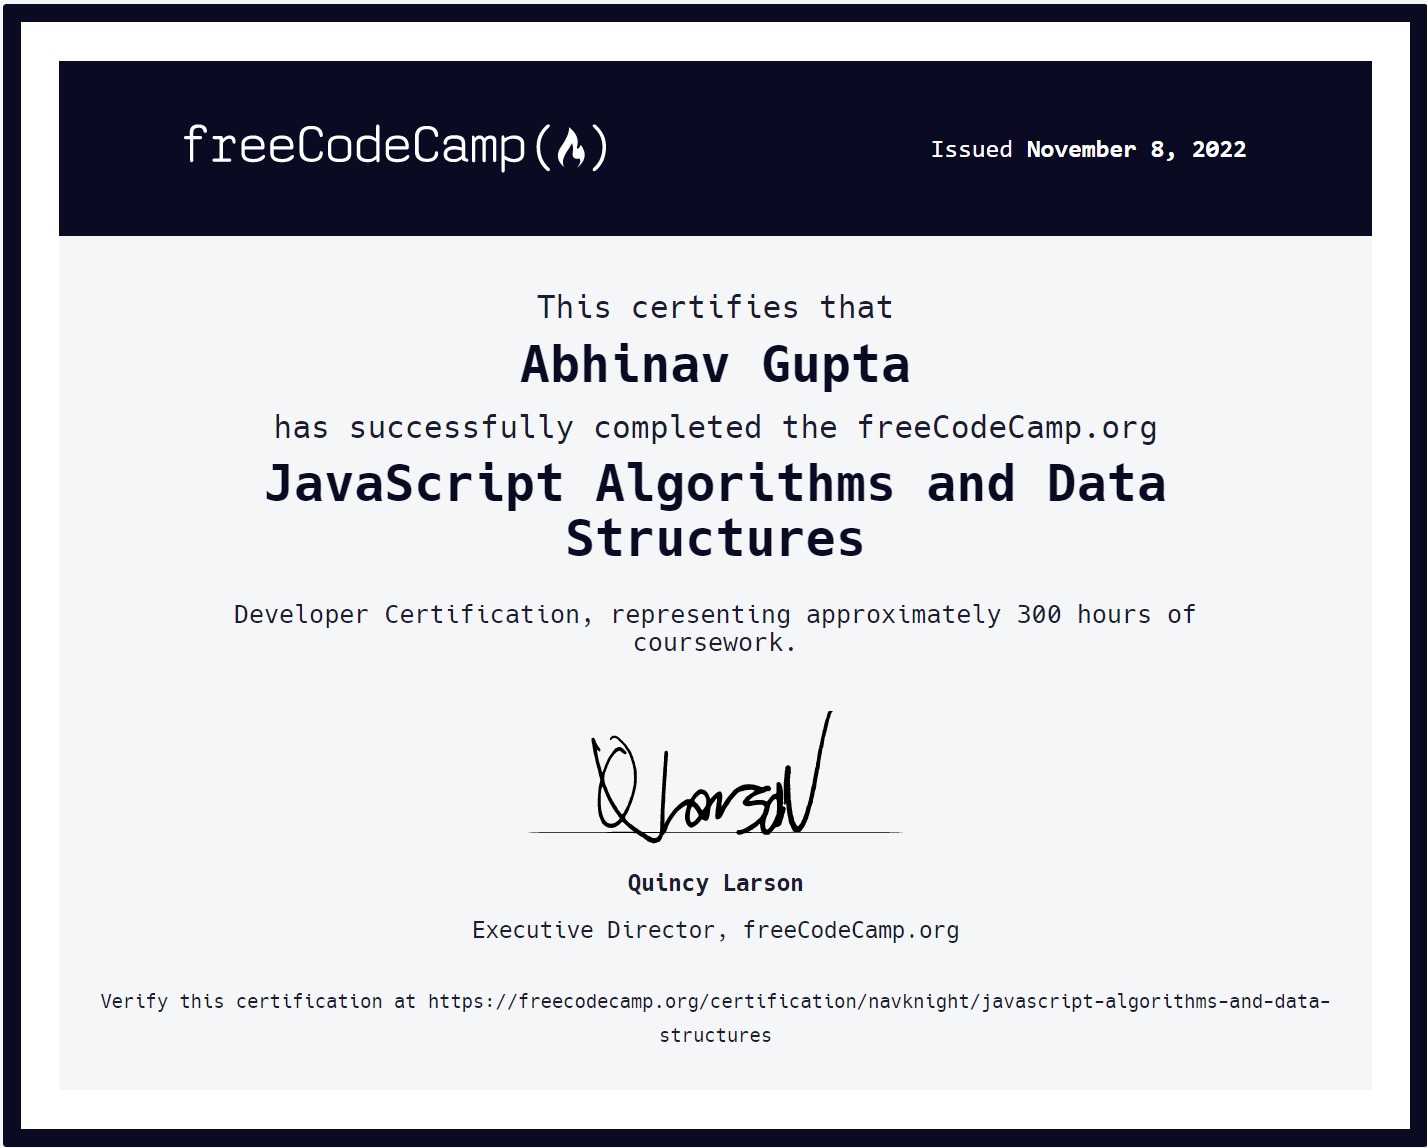 freeCodeCamp
Issued November 8, 2022
This certifies that
Abhinav Gupta
has successfully completed the freeCodeCamp.org
JavaScript Algorithms and Data
Structures
Developer Certification, representing approximately 300 hours of
coursework.
Q Larson
Quincy Larson
Executive Director, freeCodeCamp.org
Verify this certification at https://freecodecamp.org/certification/navknight/javascript-algorithms-and-data-
structures